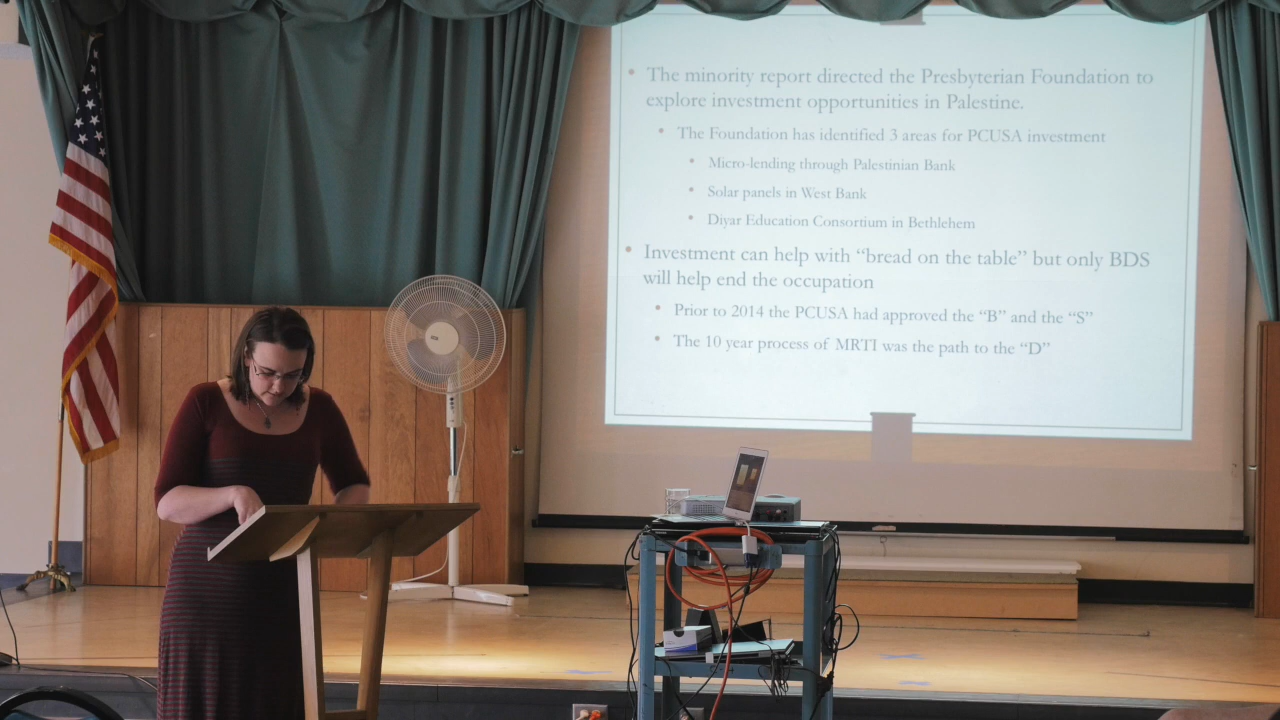 • The minority report directed the Presbyterian Foundation to
explore investment opportunities in Palestine.
• The Foundation has identified 3 areas for PCUSA investment
• Micro-lending through Palestinian Bank
• Solar panels in West Bank
• Diyar Education Consortium in Bethlehem
• Investment can help with “bread on the table” but only BDS
will help end the occupation
• Prior to 2014 the PCUSA had approved the “B” and the “S”
• The 10 year process of MRTI was the path to the “D”